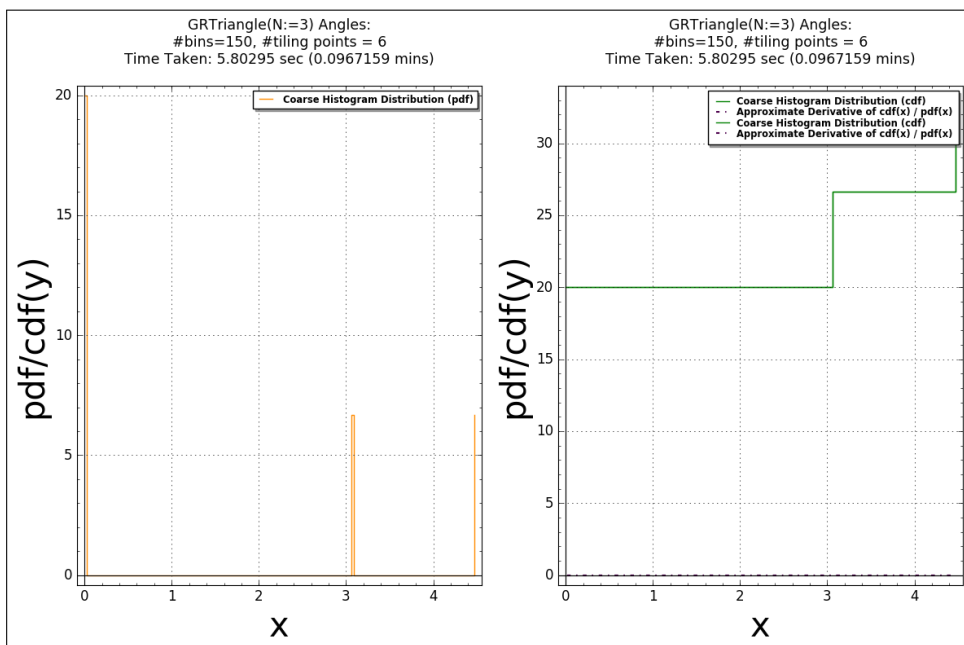 GRTriangle(N:=3) Angles:
#bins=150, #tiling points = 6
Time Taken: 5.80295 sec (0.0967159 mins)
Coarse Histogram Distribution (pdf)
20
15
10
5
0
pdf/cdf(y)
0 1 2 3 4
x
GRTriangle(N:=3) Angles:
#bins=150, #tiling points = 6
Time Taken: 5.80295 sec (0.0967159 mins)
Coarse Histogram Distribution (cdf)
Approximate Derivative of cdf(x) / pdf(x)
Coarse Histogram Distribution (cdf)
Approximate Derivative of cdf(x) / pdf(x)
30
25
20
15
10
5
0
pdf/cdf(y)
0 1 2 3 4
x